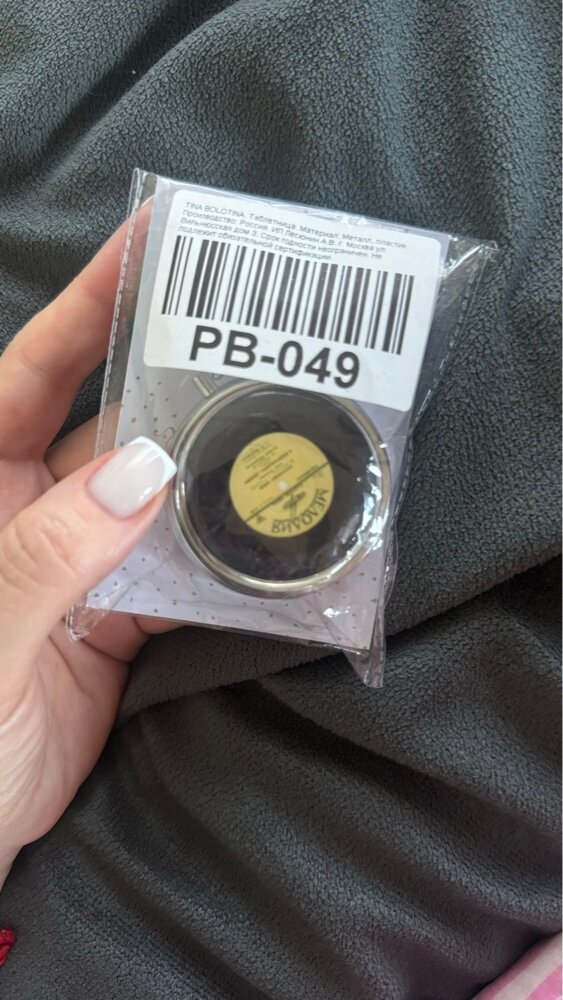 TINA BOLOTINA. Таблетница. Материал: Металл, пластик.
Производство: Россия. ИП Лесюнин А.В. г. Москва ул.
Вильнюсская дом 3. Срок годности неограничен. Не
подлежит обязательной сертификации.
PB-049
МЕЛОДИЯ